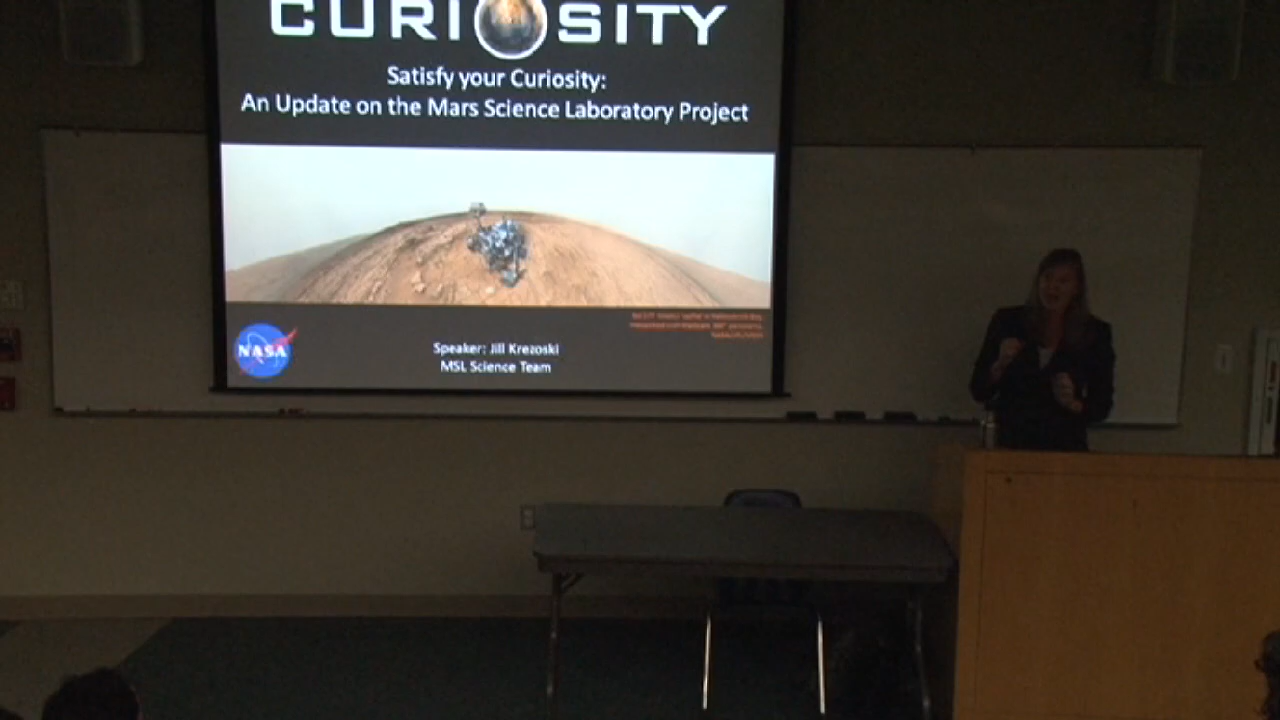 CURIOSITY
Satisfy your Curiosity:
An Update on the Mars Science Laboratory Project
NASA
Speaker: Jill Krezoski
MSL Science Team